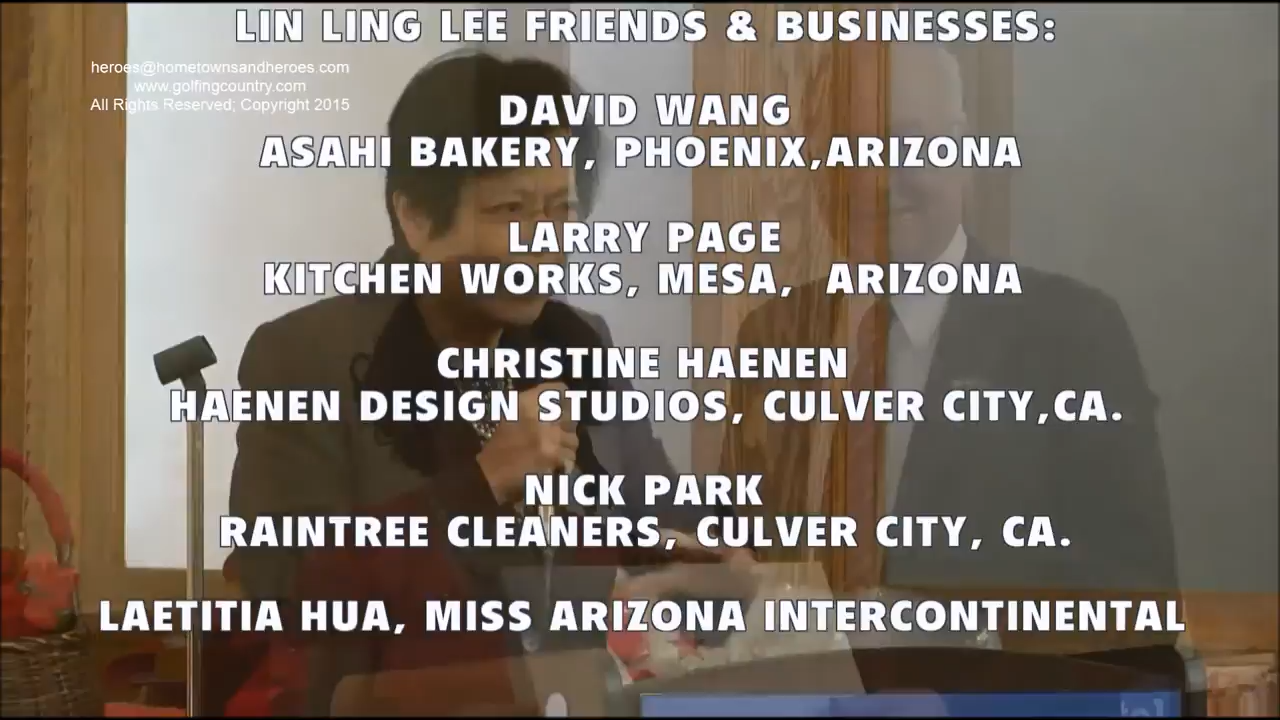 LIN LING LEE FRIENDS & BUSINESSES:
heroes@hometownsandheroes.com
www.golfingcountry.com
All Rights Reserved; Copyright 2015
DAVID WANG
ASAHI BAKERY, PHOENIX,ARIZONA
LARRY PAGE
KITCHEN WORKS, MESA, ARIZONA
CHRISTINE HAENEN
HAENEN DESIGN STUDIOS, CULVER CITY,CA.
NICK PARK
RAINTREE CLEANERS, CULVER CITY, CA.
LAETITIA HUA, MISS ARIZONA INTERCONTINENTAL